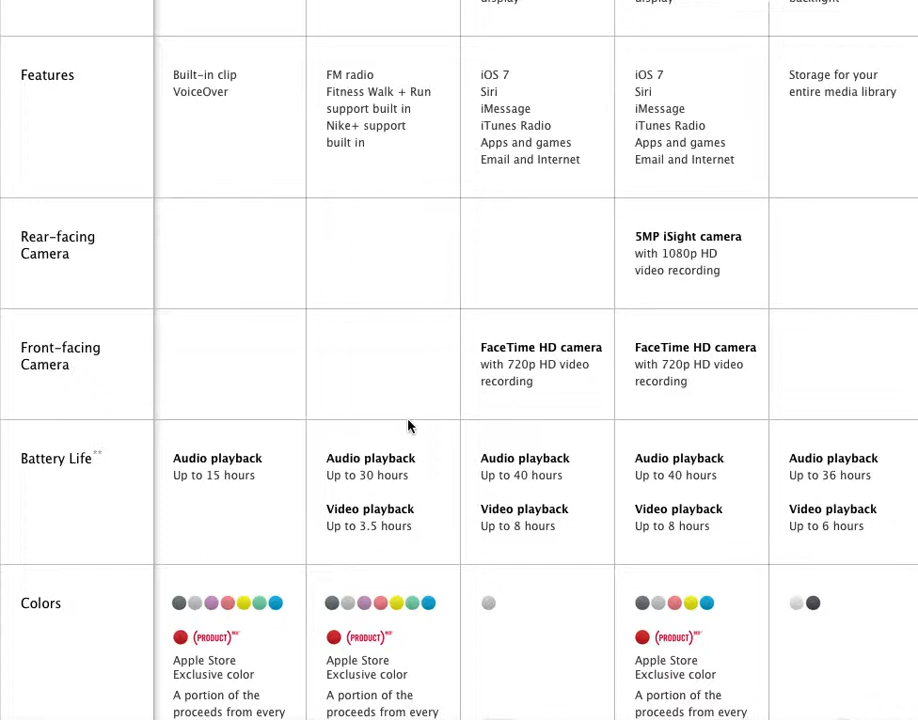 display
display
backlight
Features
Built-in clip
VoiceOver
FM radio
Fitness Walk + Run
support built in
Nike+ support
built in
iOS 7
Siri
iMessage
iTunes Radio
Apps and games
Email and Internet
iOS 7
Siri
iMessage
iTunes Radio
Apps and games
Email and Internet
Storage for your
entire media library
Rear-facing
Camera
5MP iSight camera
with 1080p HD
video recording
Front-facing
Camera
FaceTime HD camera
with 720p HD video
recording
FaceTime HD camera
with 720p HD video
recording
Battery Life**
Audio playback
Up to 15 hours
Audio playback
Up to 30 hours
Video playback
Up to 3.5 hours
Audio playback
Up to 40 hours
Video playback
Up to 8 hours
Audio playback
Up to 40 hours
Video playback
Up to 8 hours
Audio playback
Up to 36 hours
Video playback
Up to 6 hours
Colors
(PRODUCT)
Apple Store
Exclusive color
A portion of the
proceeds from every
(PRODUCT)
Apple Store
Exclusive color
A portion of the
proceeds from every
(PRODUCT)
Apple Store
Exclusive color
A portion of the
proceeds from every